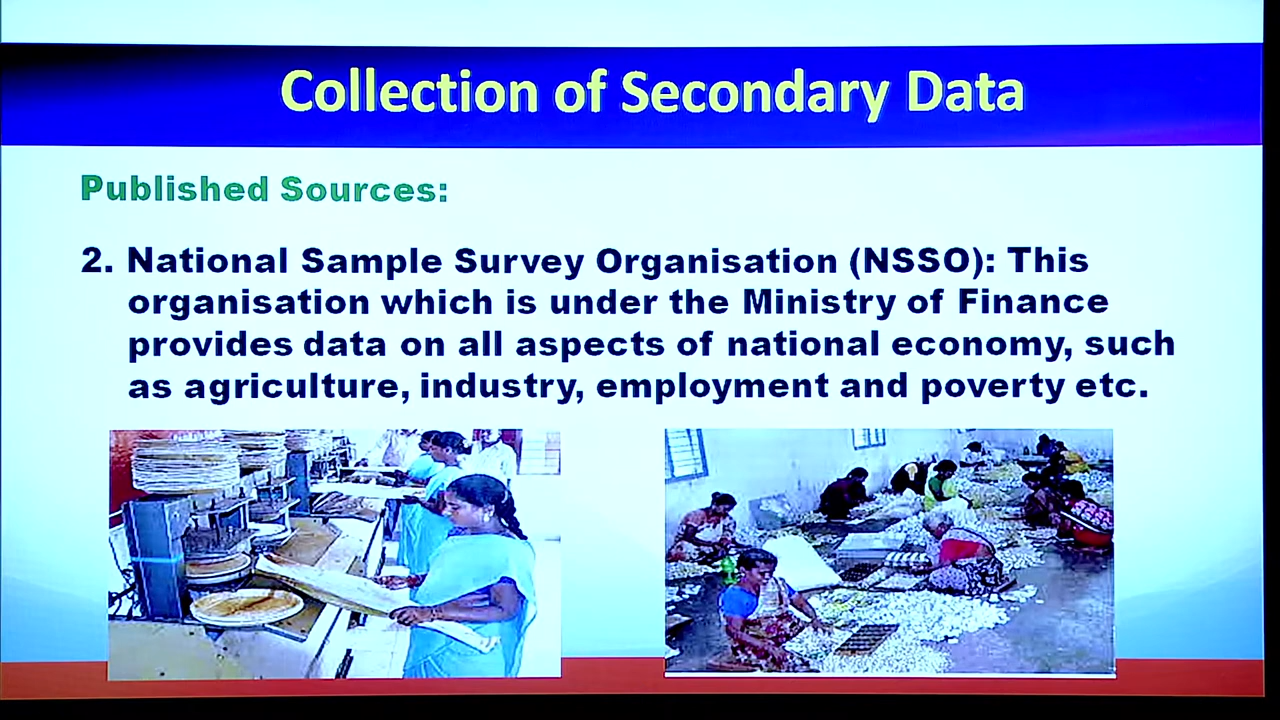 Collection of Secondary Data
Published Sources:
2. National Sample Survey Organisation (NSSO): This
organisation which is under the Ministry of Finance
provides data on all aspects of national economy, such
as agriculture, industry, employment and poverty etc.